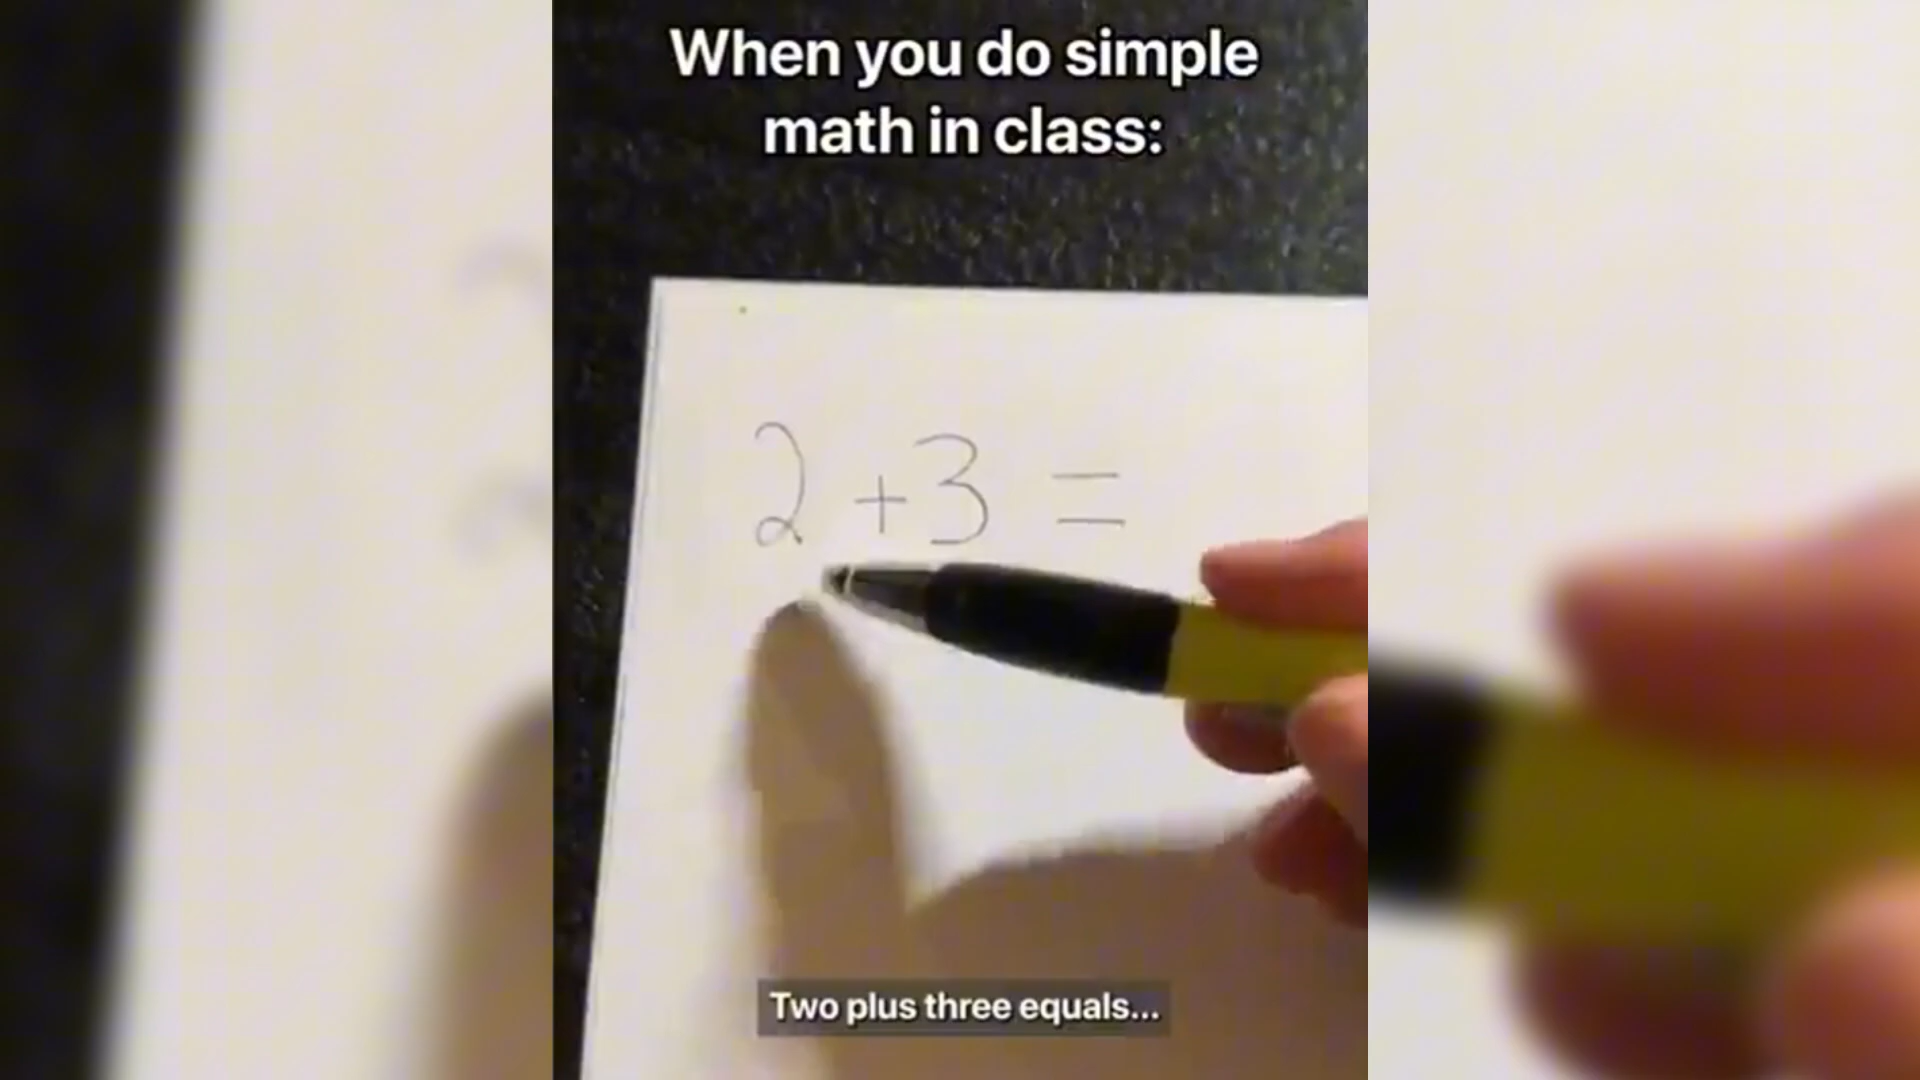 When you do simple
math in class:
2 + 3 =
Two plus three equals...